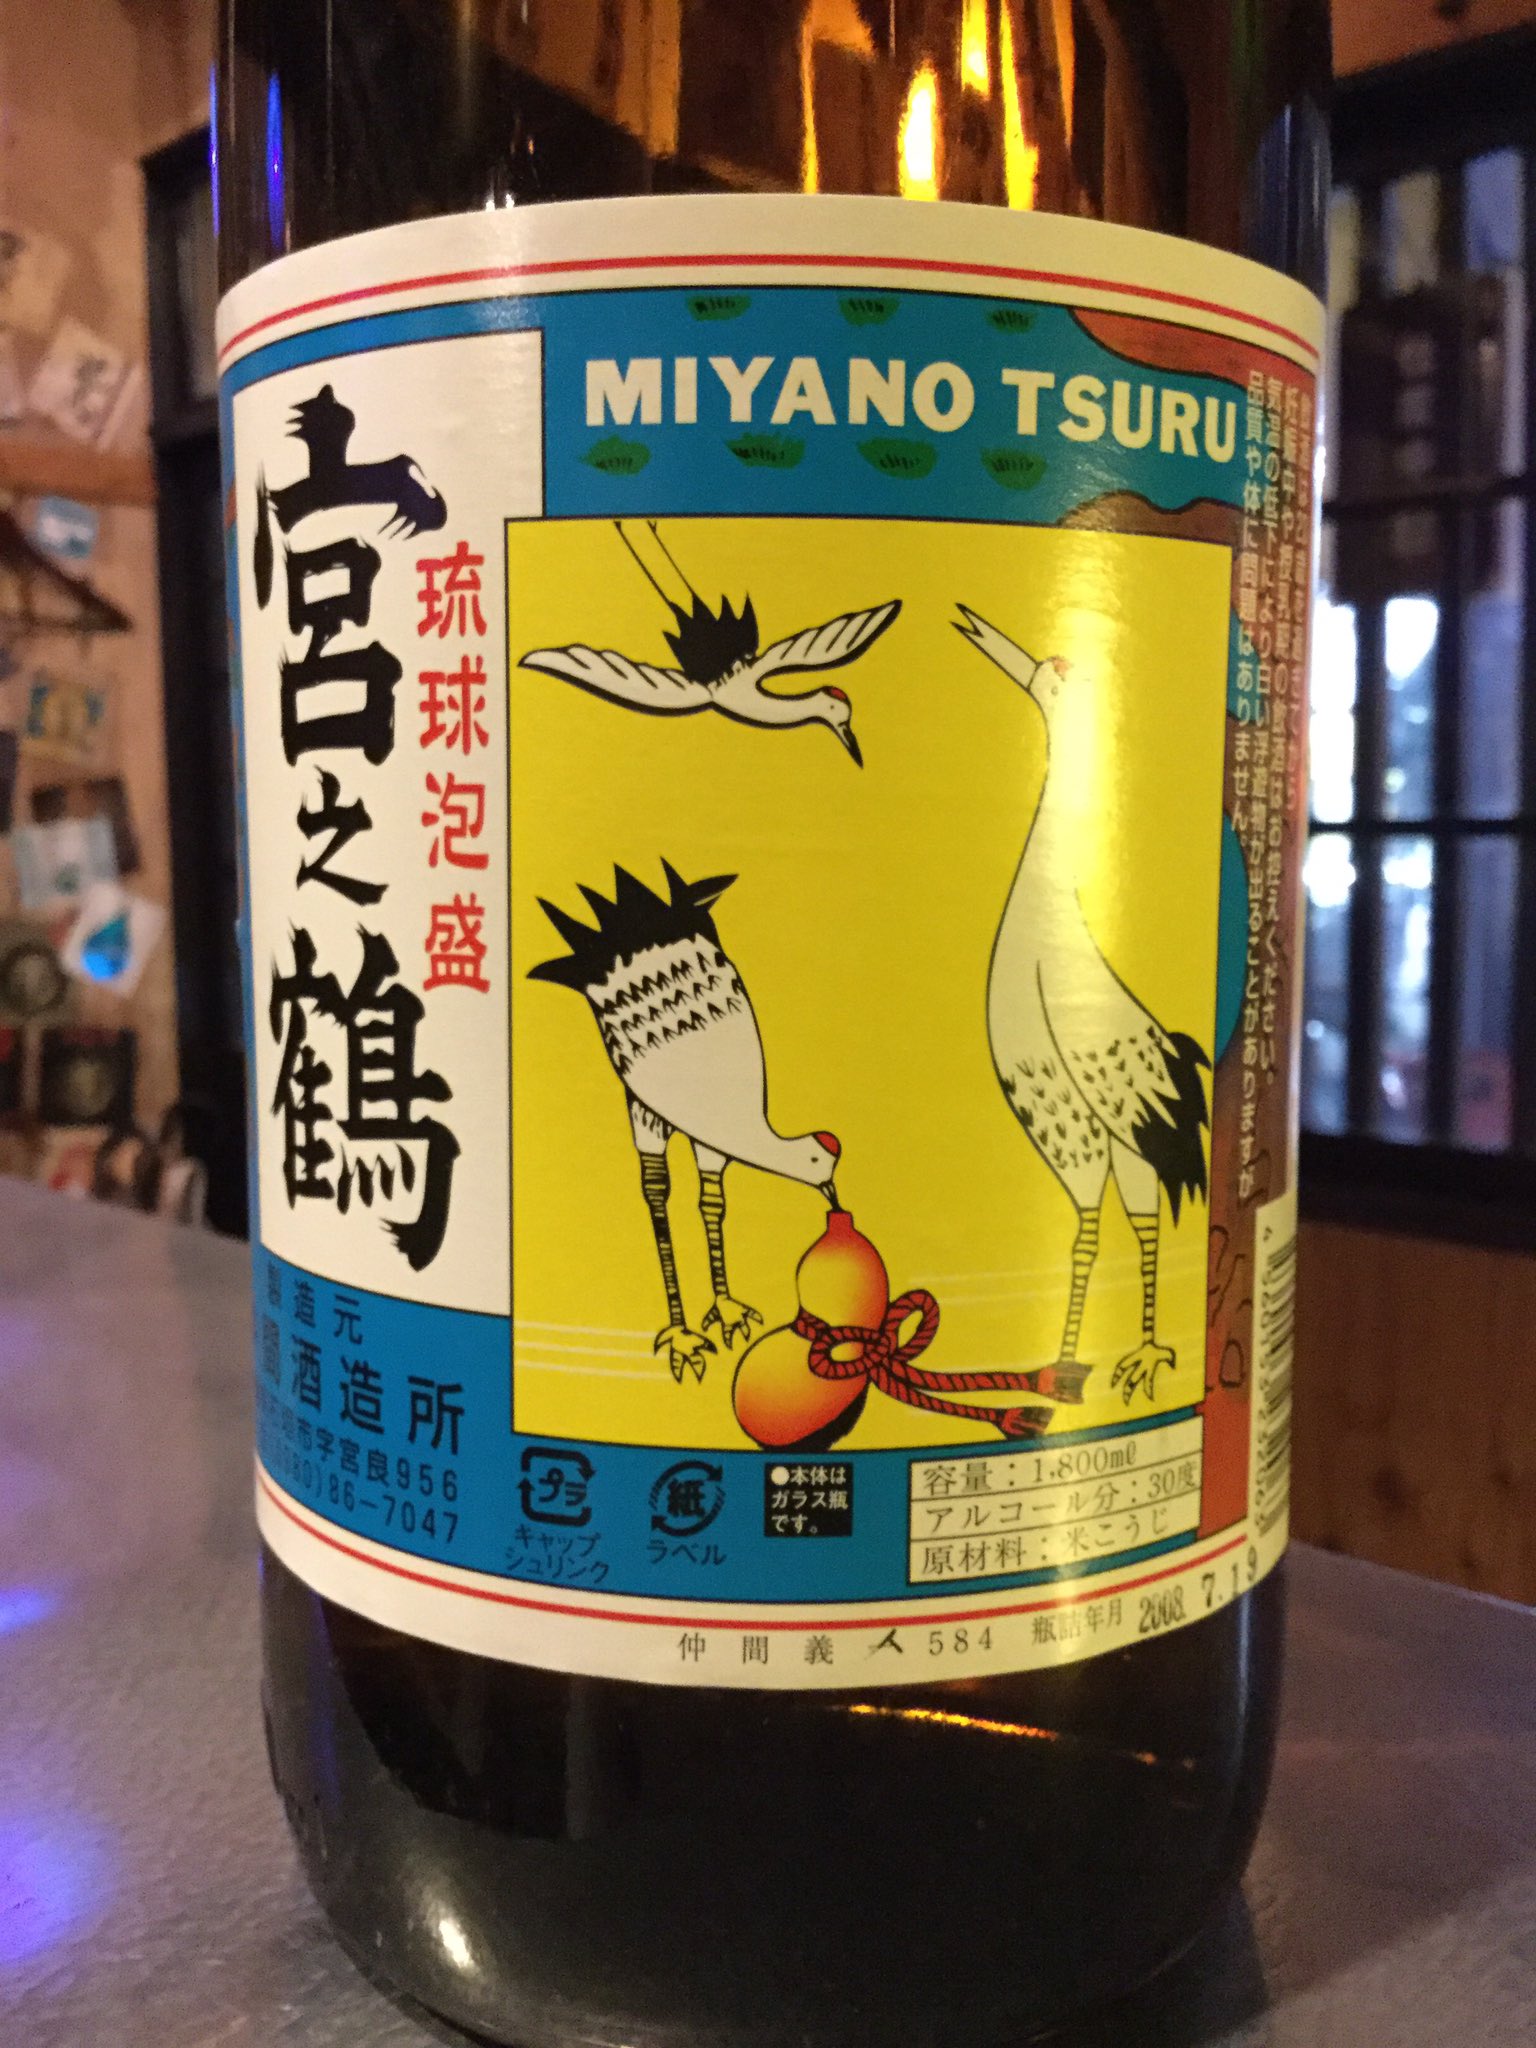 MIYANO TSURU
宮之鶴
琉球泡盛
気温の低下により白い浮遊物が出ることがありますが
品質や体に問題はありません。
製造元
酒造所
垣市字宮良956
86-7047
プラ
キャップ
シュリンク
紙
ラベル
●本体は
ガラス瓶
です。
容量：1,800mℓ
アルコール分：30度
原材料：米こうじ
仲間義人 584 瓶詰年月 2008. 7.19